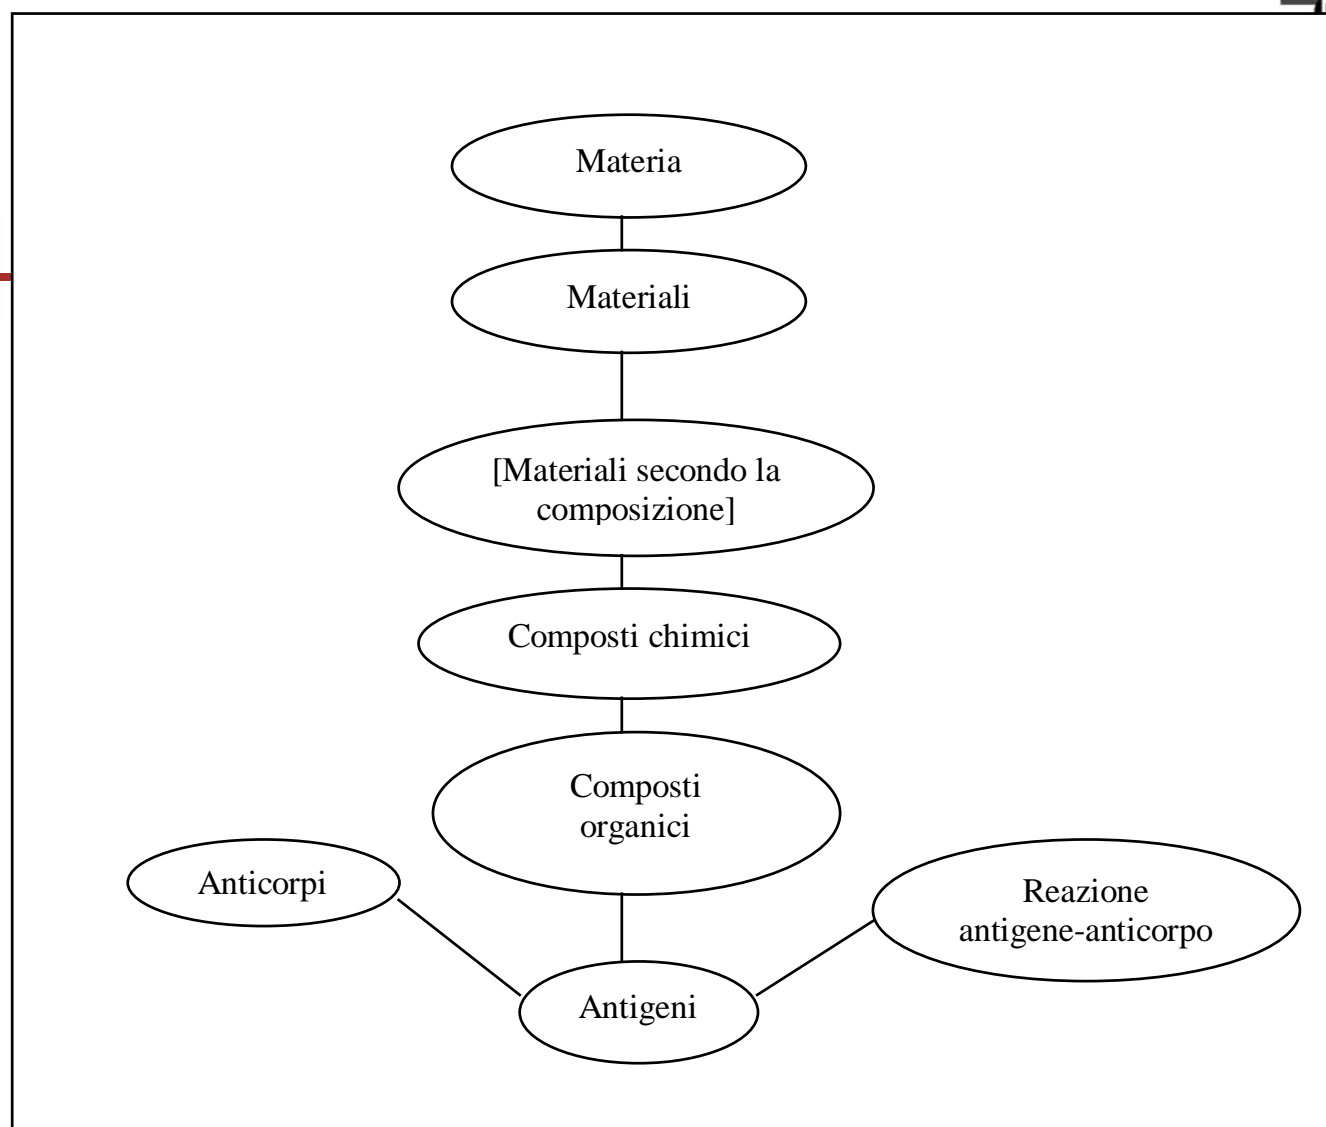 Materia
Materiali
[Materiali secondo la
composizione]
Composti chimici
Composti
organici
Anticorpi
Reazione
antigene-anticorpo
Antigeni